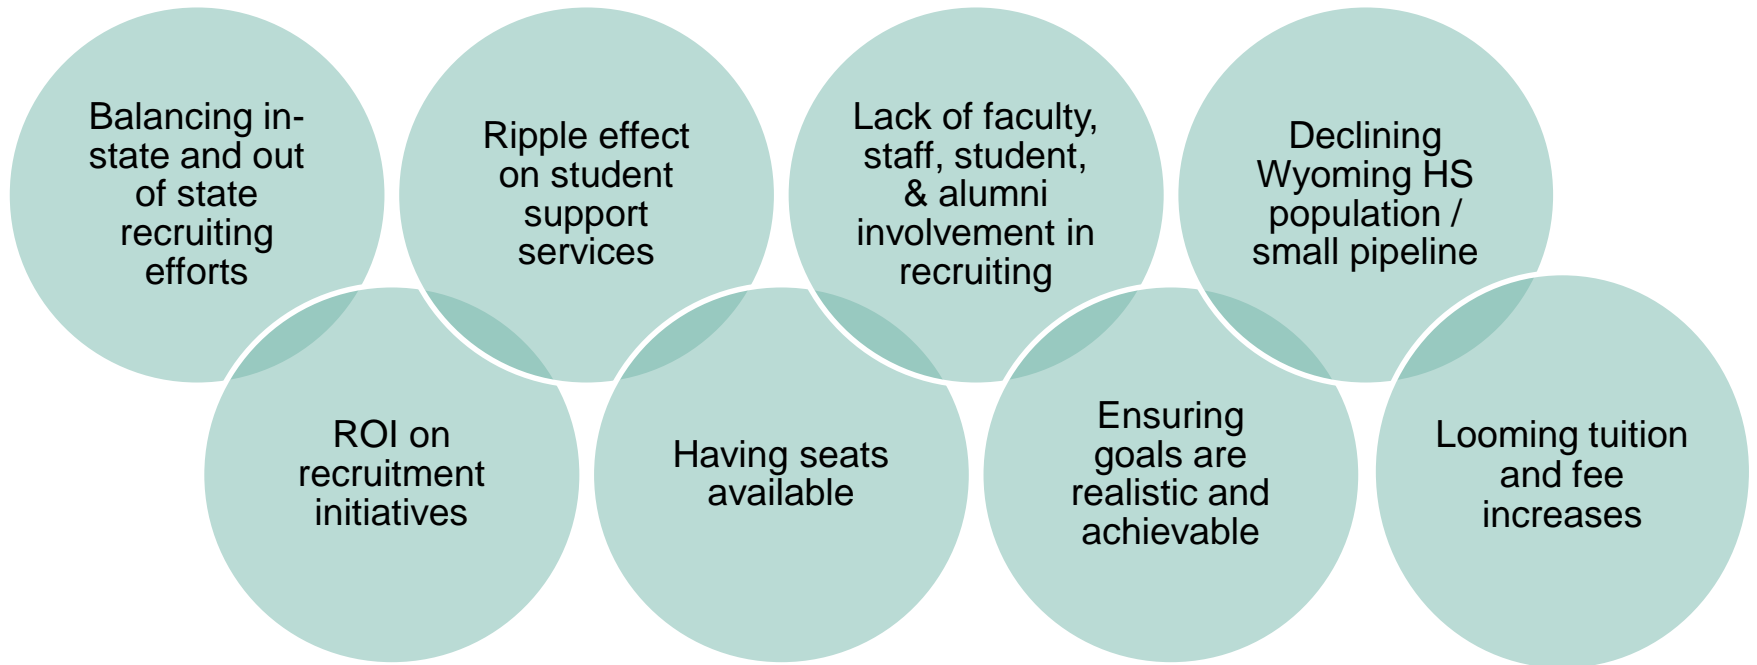 Balancing in-
state and out
of state
recruiting
efforts
ROI on
recruitment
initiatives
Ripple effect
on student
support
services
Having seats
available
Lack of faculty,
staff, student,
& alumni
involvement in
recruiting
Ensuring
goals are
realistic and
achievable
Declining
Wyoming HS
population /
small pipeline
Looming tuition
and fee
increases